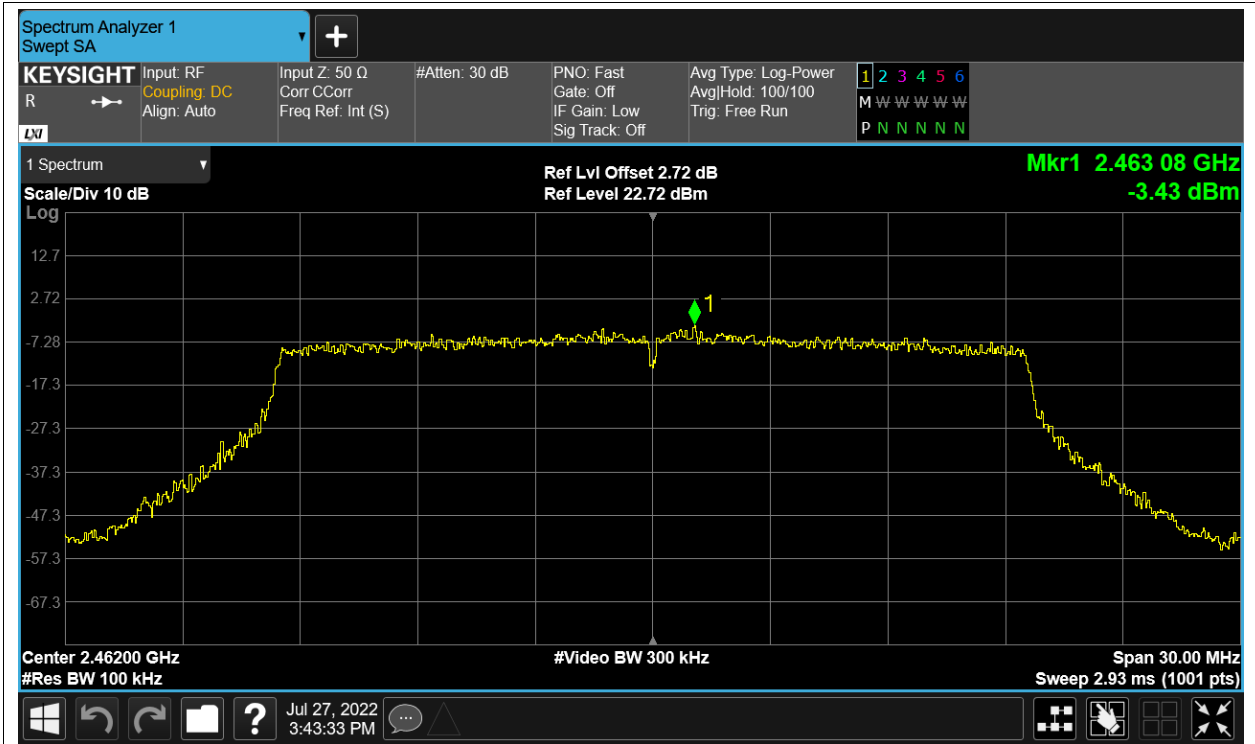 Spectrum Analyzer 1
Swept SA
KEYSIGHT
R
LXI
Input: RF
Coupling: DC
Align: Auto
Input Z: 50 Ω
Corr CCorr
Freq Ref: Int (S)
#Atten: 30 dB
PNO: Fast
Gate: Off
IF Gain: Low
Sig Track: Off
Avg Type: Log-Power
Avg|Hold: 100/100
Trig: Free Run
1 2 3 4 5 6
M W W W W W
P N N N N N
1 Spectrum
Scale/Div 10 dB
Log
Ref Lvl Offset 2.72 dB
Ref Level 22.72 dBm
Mkr1 2.463 08 GHz
-3.43 dBm
12.7
2.72
-7.28
-17.3
-27.3
-37.3
-47.3
-57.3
-67.3
1
Center 2.46200 GHz
#Res BW 100 kHz
#Video BW 300 kHz
Span 30.00 MHz
Sweep 2.93 ms (1001 pts)
?
Jul 27, 2022
3:43:33 PM